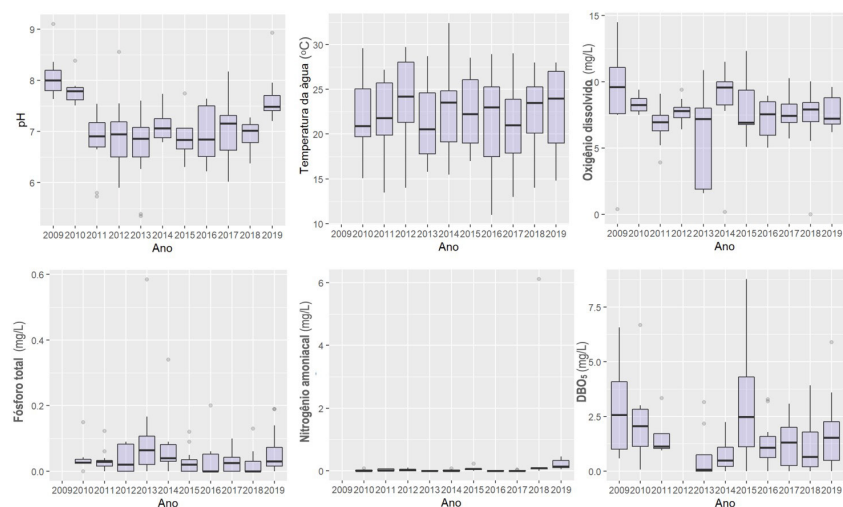 pH
9
8
7
6
2009 2010 2011 2012 2013 2014 2015 2016 2017 2018 2019
Ano
Temperatura da água (°C)
30
25
20
15
10
2009 2010 2011 2012 2013 2014 2015 2016 2017 2018 2019
Ano
Oxigênio dissolvido (mg/L)
15
10
5
0
2009 2010 2011 2012 2013 2014 2015 2016 2017 2018 2019
Ano
Fósforo total (mg/L)
0.6
0.4
0.2
0.0
2009 2010 2011 2012 2013 2014 2015 2016 2017 2018 2019
Ano
Nitrogênio amoniacal (mg/L)
6
4
2
0
2009 2010 2011 2012 2013 2014 2015 2016 2017 2018 2019
Ano
DBO₅ (mg/L)
7.5
5.0
2.5
0.0
2009 2010 2011 2012 2013 2014 2015 2016 2017 2018 2019
Ano